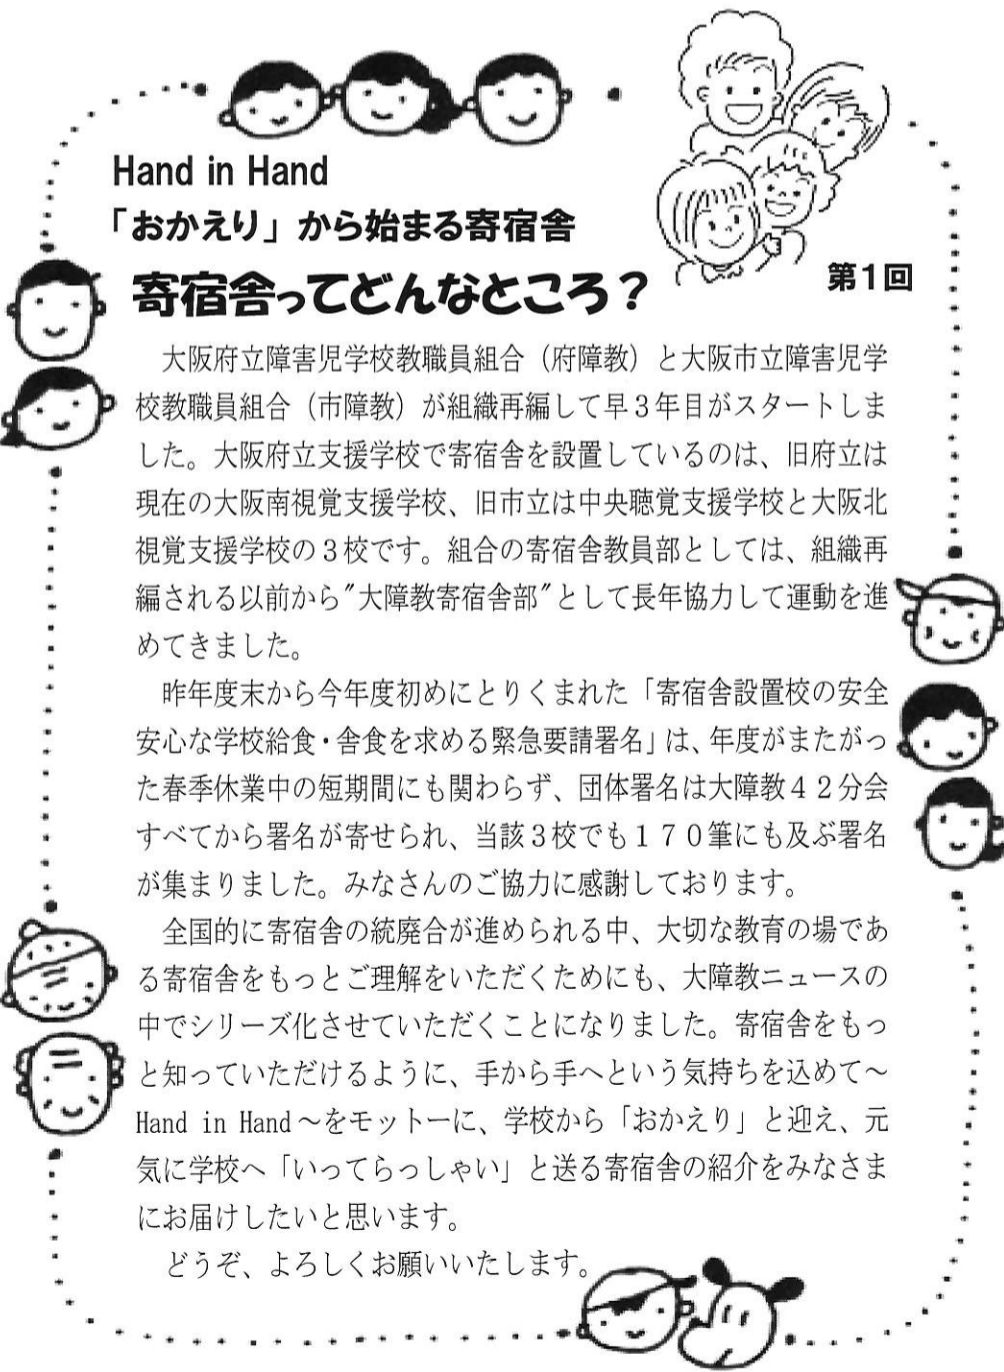 Hand in Hand
「おかえり」から始まる寄宿舎
寄宿舎ってどんなところ？
第1回
大阪府立障害児学校教職員組合（府障教）と大阪市立障害児学
校教職員組合（市障教）が組織再編して早３年目がスタートしま
した。大阪府立支援学校で寄宿舎を設置しているのは、旧府立は
現在の大阪南視覚支援学校、旧市立は中央聴覚支援学校と大阪北
視覚支援学校の３校です。組合の寄宿舎教員部としては、組織再
編される以前から"大障教寄宿舎部"として長年協力して運動を進
めてきました。
昨年度末から今年度初めにとりくまれた「寄宿舎設置校の安全
安心な学校給食・舎食を求める緊急要請署名」は、年度がまたがっ
た春季休業中の短期間にも関わらず、団体署名は大障教４２分会
すべてから署名が寄せられ、当該３校でも１７０筆にも及ぶ署名
が集まりました。みなさんのご協力に感謝しております。
全国的に寄宿舎の統廃合が進められる中、大切な教育の場であ
る寄宿舎をもっとご理解をいただくためにも、大障教ニュースの
中でシリーズ化させていただくことになりました。寄宿舎をもっ
と知っていただけるように、手から手へという気持ちを込めて～
Hand in Hand～をモットーに、学校から「おかえり」と迎え、元
気に学校へ「いってらっしゃい」と送る寄宿舎の紹介をみなさま
にお届けしたいと思います。
どうぞ、よろしくお願いいたします。